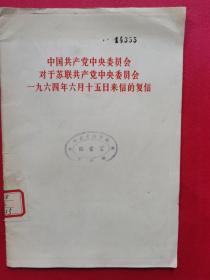 中国共产党中央委员会
对于苏联共产党中央委员会
一九六四年六月十五日来信的复信